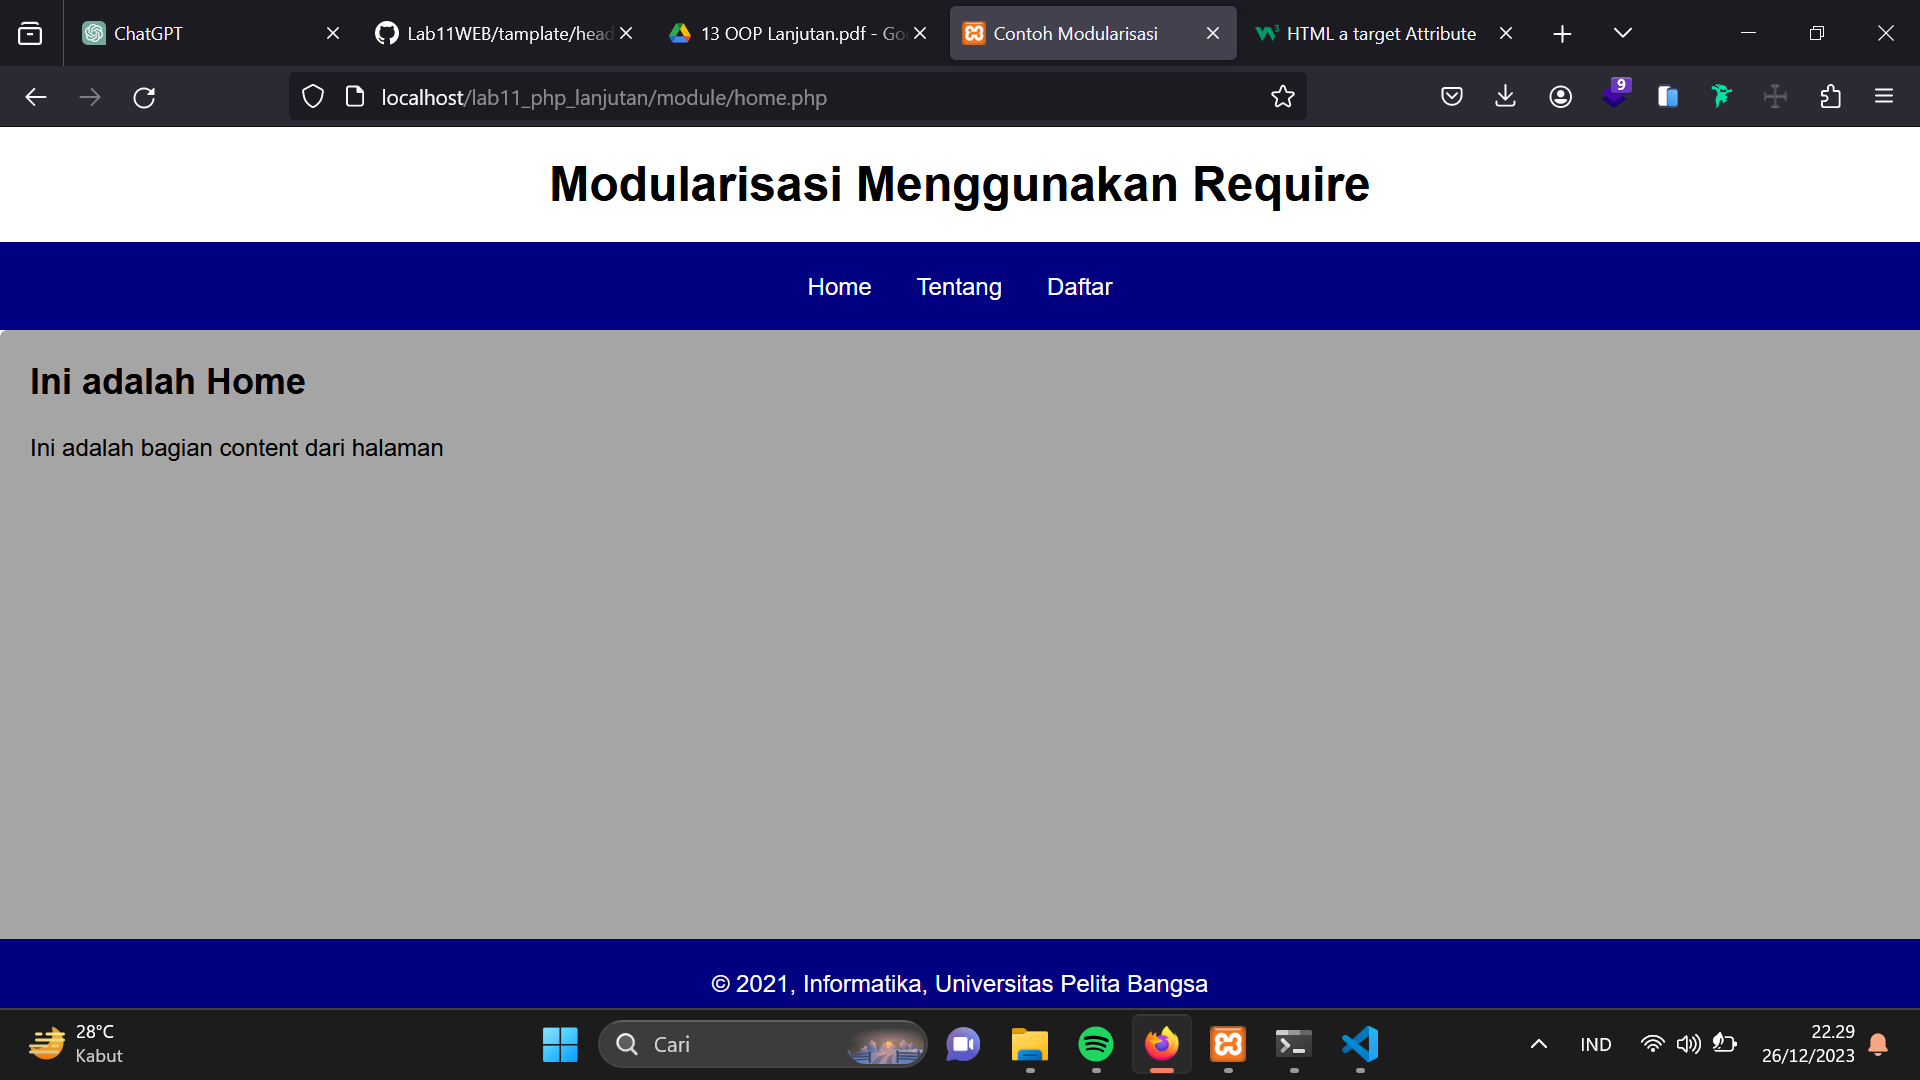 ChatGPT
Lab11WEB/tamplate/head
13 OOP Lanjutan.pdf - Goo
Contoh Modularisasi
HTML a target Attribute
localhost/lab11_php_lanjutan/module/home.php
9
Modularisasi Menggunakan Require
Home Tentang Daftar
Ini adalah Home
Ini adalah bagian content dari halaman
© 2021, Informatika, Universitas Pelita Bangsa
28°C
Kabut
Cari
IND
22.29
26/12/2023